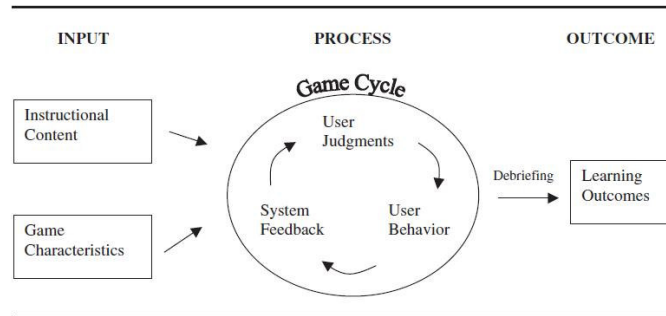 INPUT
PROCESS
OUTCOME
Game Cycle
Instructional
Content
User
Judgments
Debriefing
Learning
Outcomes
System
Feedback
User
Behavior
Game
Characteristics